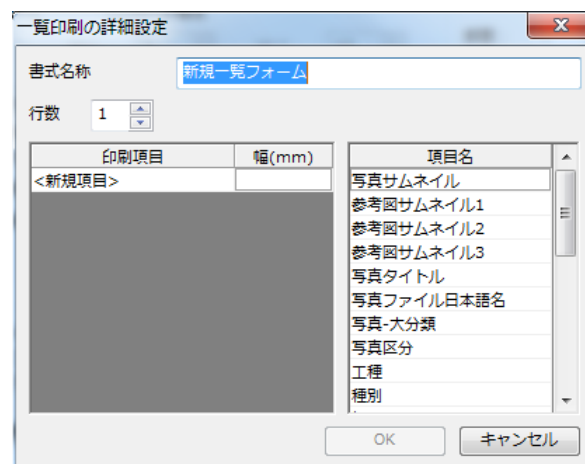 一覧印刷の詳細設定
書式名称 新規一覧フォーム
行数 1
印刷項目 幅(mm) 項目名
<新規項目> 写真サムネイル
参考図サムネイル1
参考図サムネイル2
参考図サムネイル3
写真タイトル
写真ファイル日本語名
写真-大分類
写真区分
工種
種別
OK キャンセル